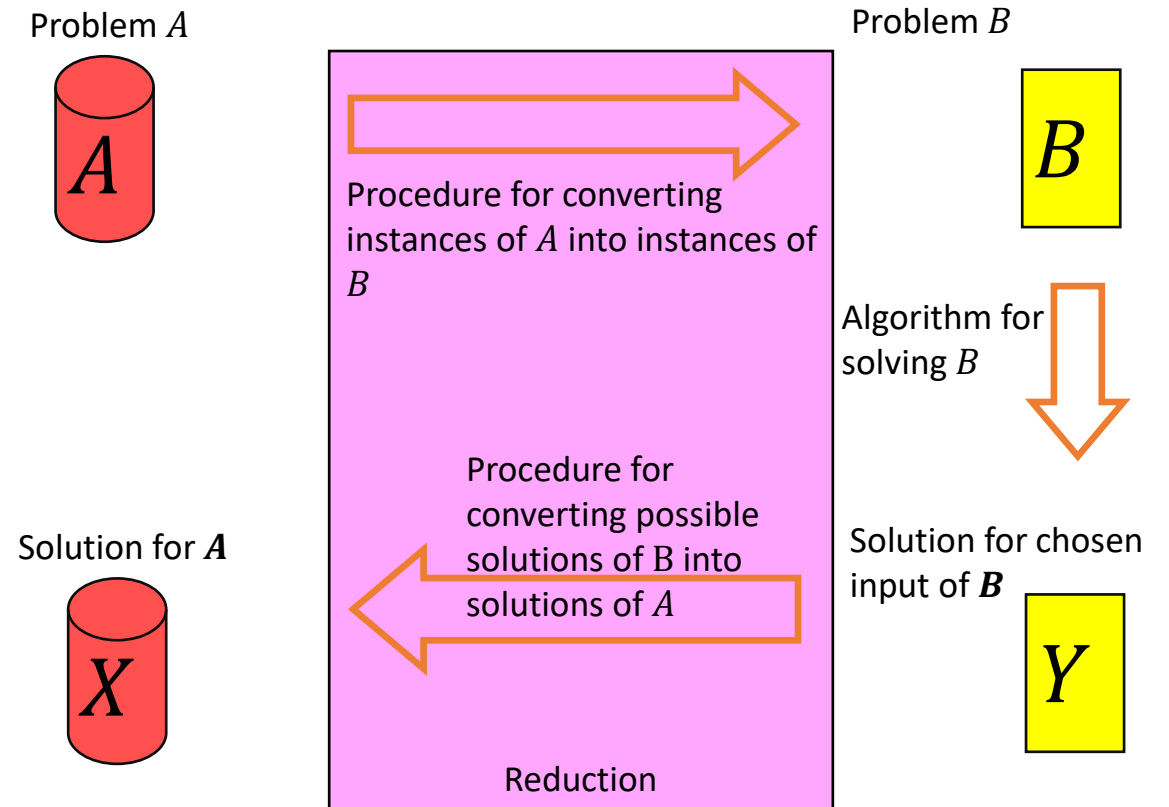 Problem A
Problem B
A
B
Procedure for converting
instances of A into instances of
B
Algorithm for
solving B
Procedure for
converting possible
solutions of B into
solutions of A
Solution for A
Solution for chosen
input of B
X
Y
Reduction